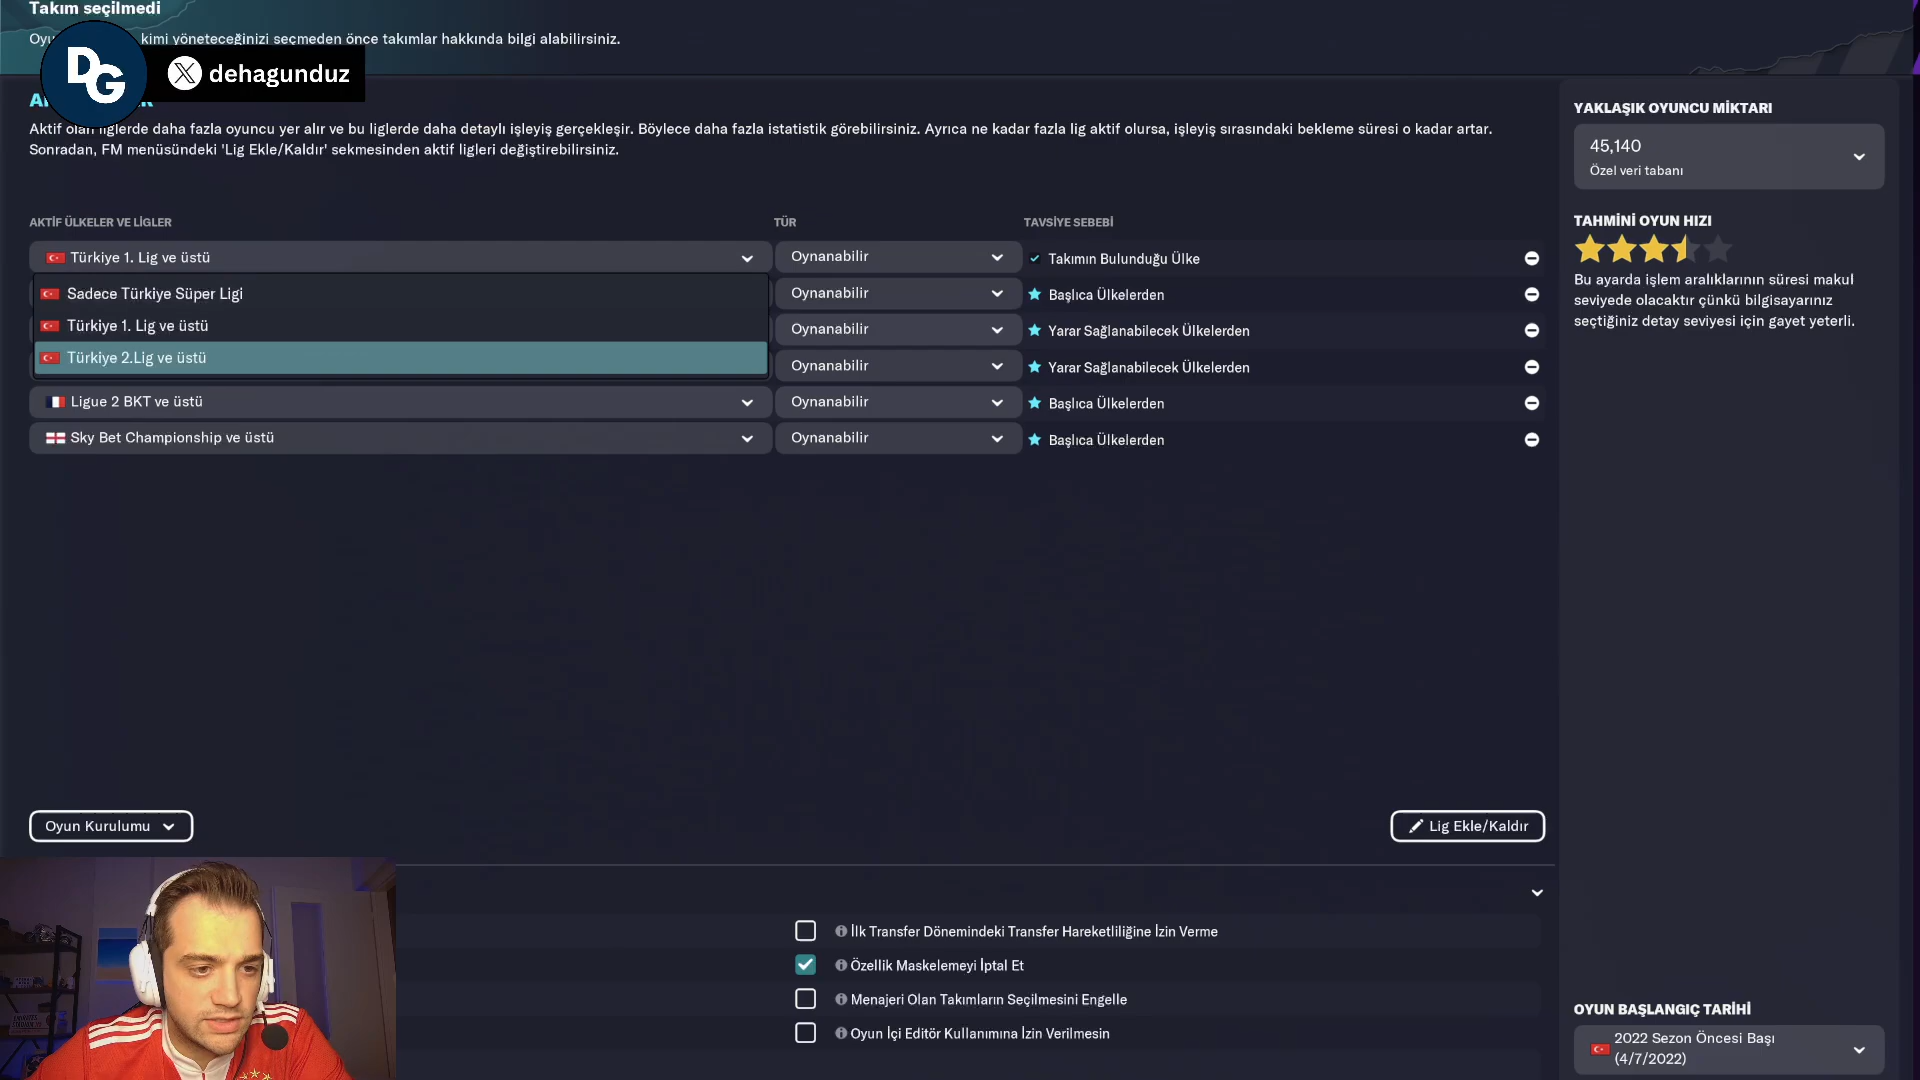 Takım seçilmedi
kimi yöneteceğinizi seçmeden önce takımlar hakkında bilgi alabilirsiniz.
DG
dehagunduz
Aktif olan liglerde daha fazla oyuncu yer alır ve bu liglerde daha detaylı işleyiş gerçekleşir. Böylece daha fazla istatistik görebilirsiniz. Ayrıca ne kadar fazla lig aktif olursa, işleyiş sırasındaki bekleme süresi o kadar artar.
Sonradan, FM menüsündeki 'Lig Ekle/Kaldır' sekmesinden aktif ligleri değiştirebilirsiniz.
AKTİF ÜLKELER VE LİGLER TÜR TAVSİYE SEBEBİ
Türkiye 1. Lig ve üstü Oynanabilir Takımın Bulunduğu Ülke
Sadece Türkiye Süper Ligi Oynanabilir Başlıca Ülkelerden
Türkiye 1. Lig ve üstü Oynanabilir Yarar Sağlanabilecek Ülkelerden
Türkiye 2.Lig ve üstü Oynanabilir Yarar Sağlanabilecek Ülkelerden
Ligue 2 BKT ve üstü Oynanabilir Başlıca Ülkelerden
Sky Bet Championship ve üstü Oynanabilir Başlıca Ülkelerden
Oyun Kurulumu
Lig Ekle/Kaldır
İlk Transfer Dönemindeki Transfer Hareketliliğine İzin Verme
Özellik Maskelemeyi İptal Et
Menajeri Olan Takımların Seçilmesini Engelle
Oyun İçi Editör Kullanımına İzin Verilmesin
YAKLAŞIK OYUNCU MİKTARI
45,140
Özel veri tabanı
TAHMİNİ OYUN HIZI
Bu ayarda işlem aralıklarının süresi makul
seviyede olacaktır çünkü bilgisayarınız
seçtiğiniz detay seviyesi için gayet yeterli.
OYUN BAŞLANGIÇ TARİHİ
2022 Sezon Öncesi Başı
(4/7/2022)